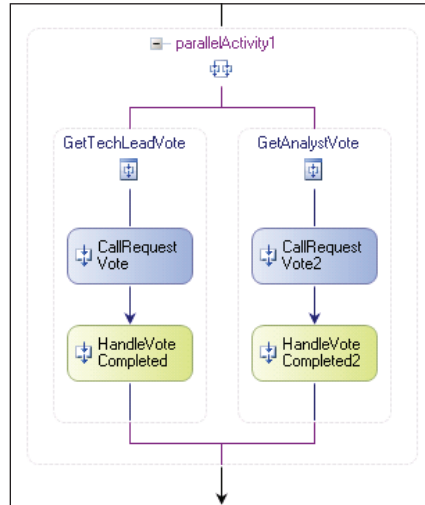 parallelActivity1
GetTechLeadVote
GetAnalystVote
CallRequest
Vote
CallRequest
Vote2
HandleVote
Completed
HandleVote
Completed2